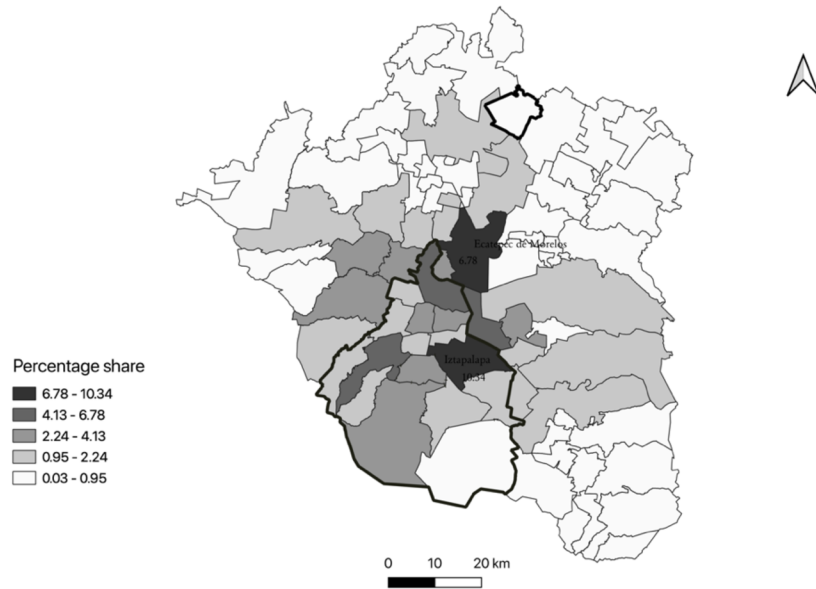 Ecatepec de Morelos
6.78
Iztapalapa
10.34
Percentage share
6.78 - 10.34
4.13 - 6.78
2.24 - 4.13
0.95 - 2.24
0.03 - 0.95
0 10 20 km